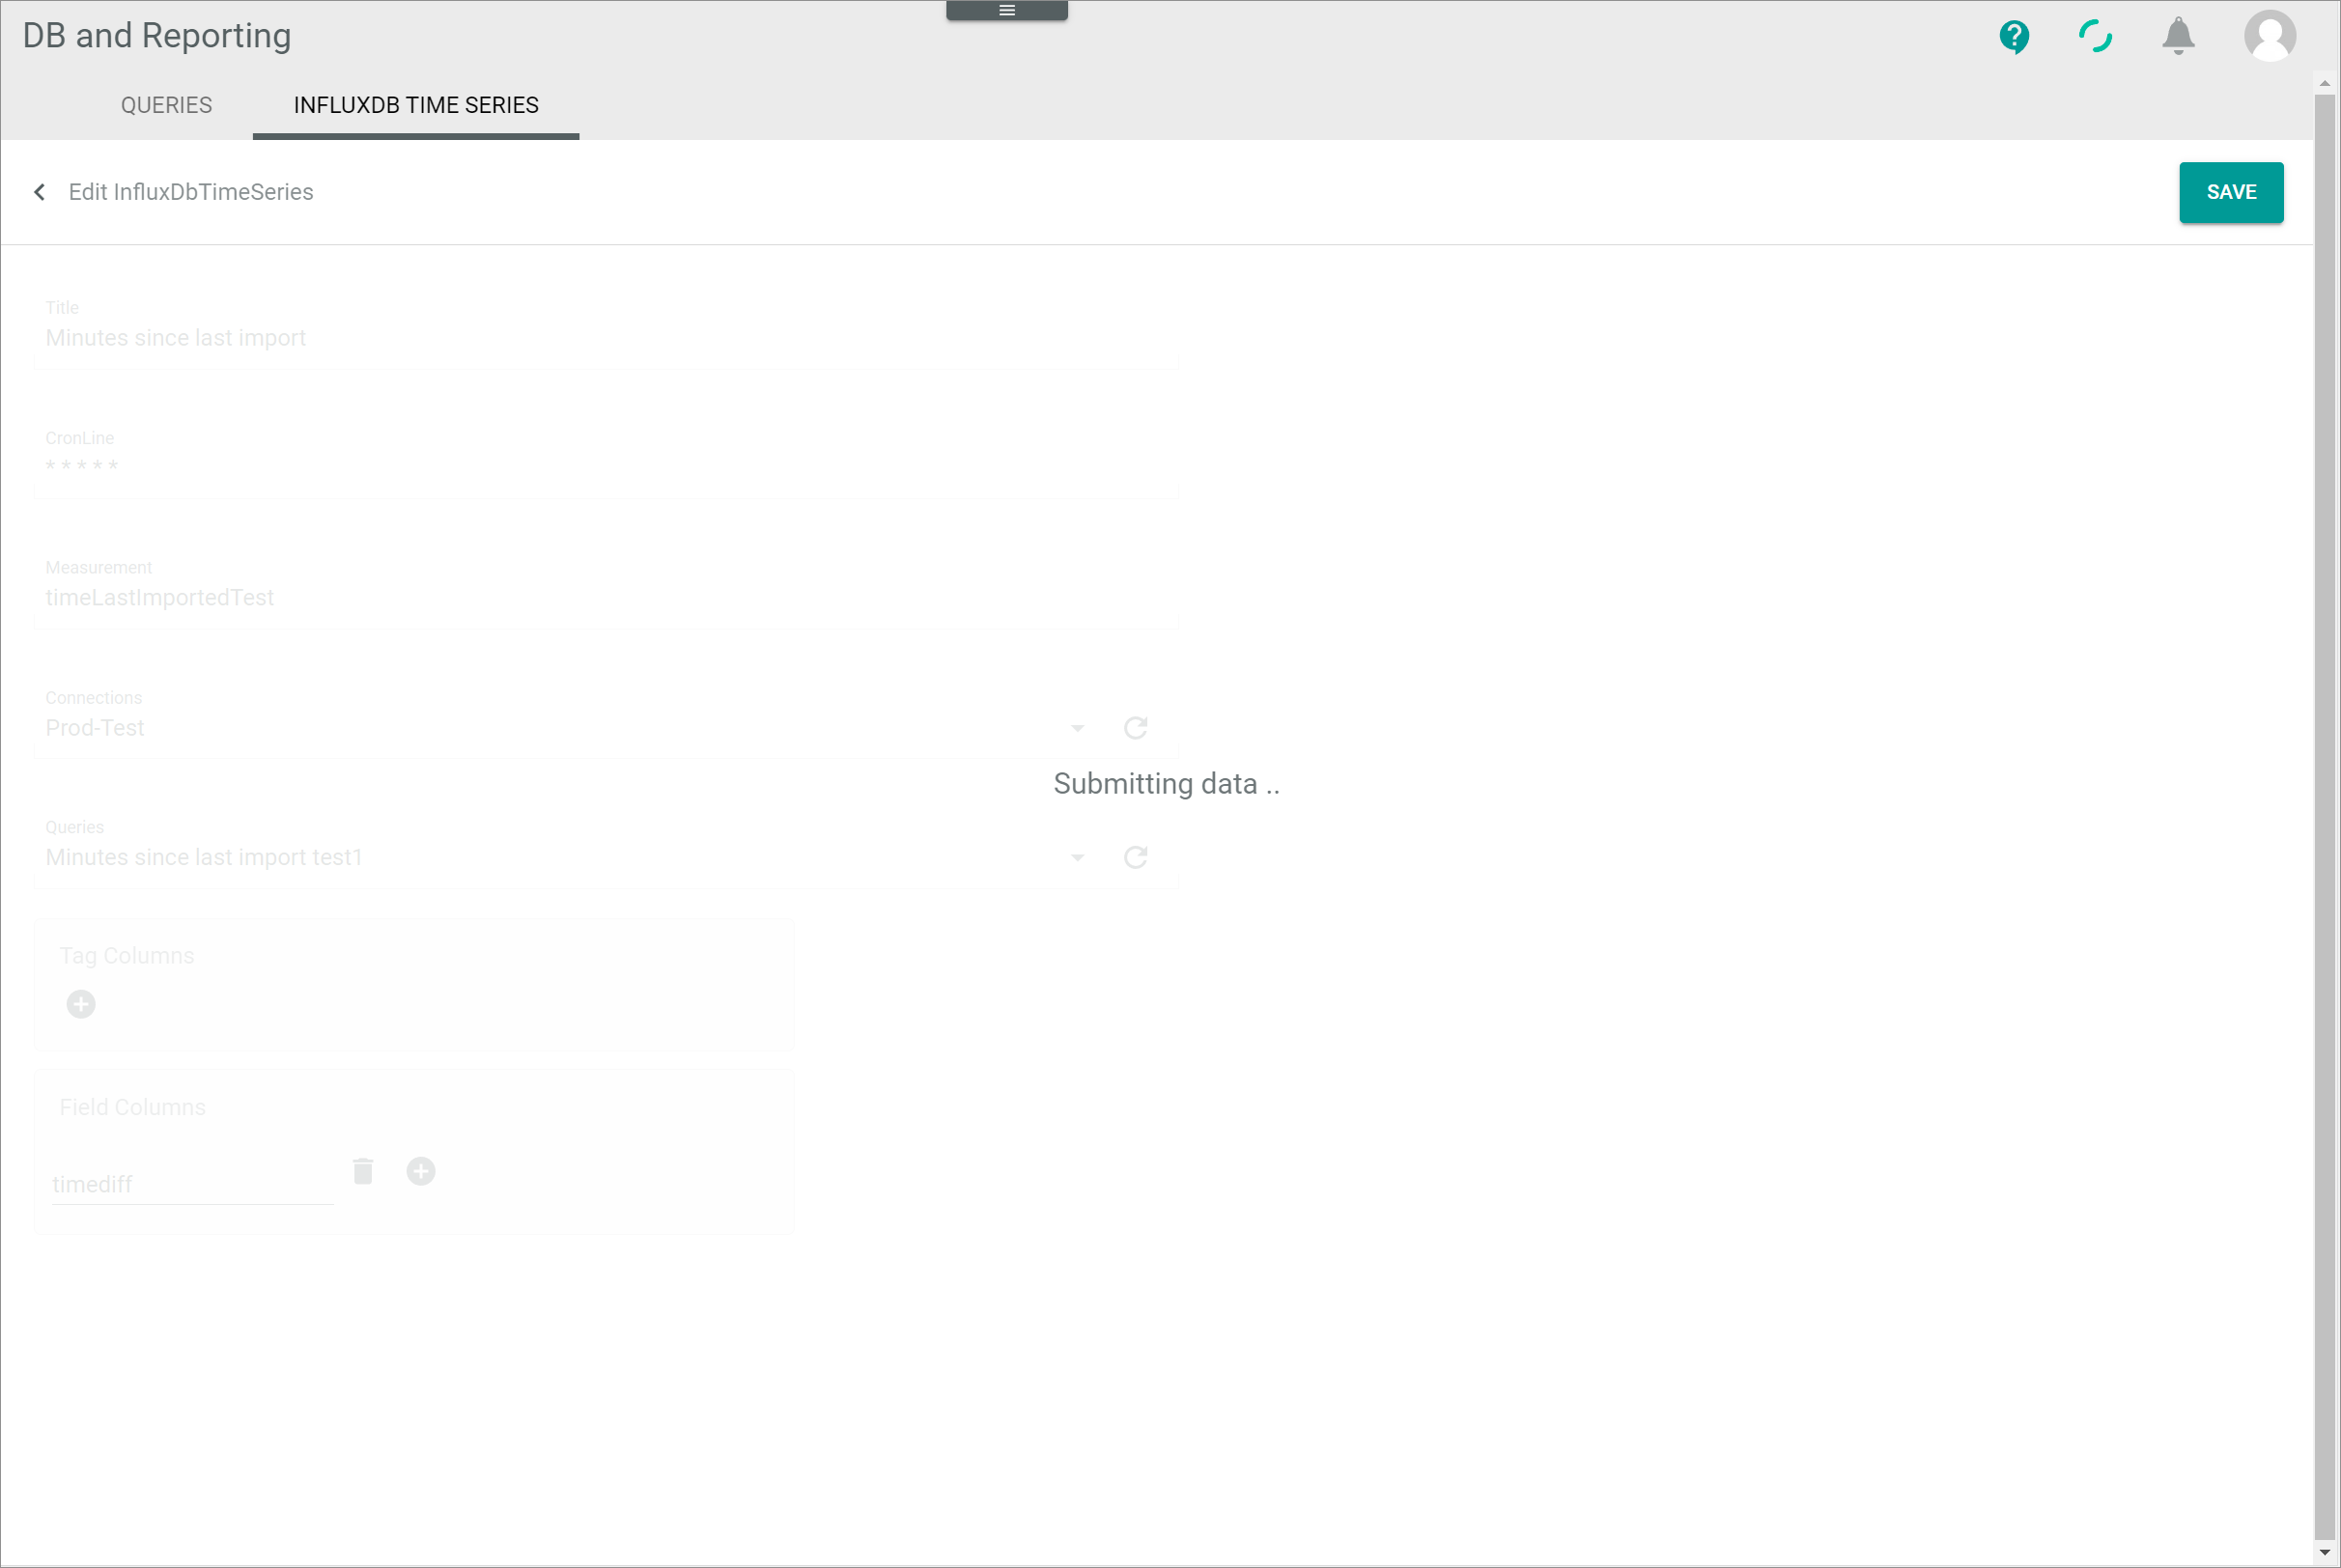 DB and Reporting
QUERIES
INFLUXDB TIME SERIES
Edit InfluxDbTimeSeries
SAVE
Title
Minutes since last import
CronLine
* * * * *
Measurement
timeLastImportedTest
Connections
Prod-Test
Submitting data ..
Queries
Minutes since last import test1
Tag Columns
Field Columns
timediff